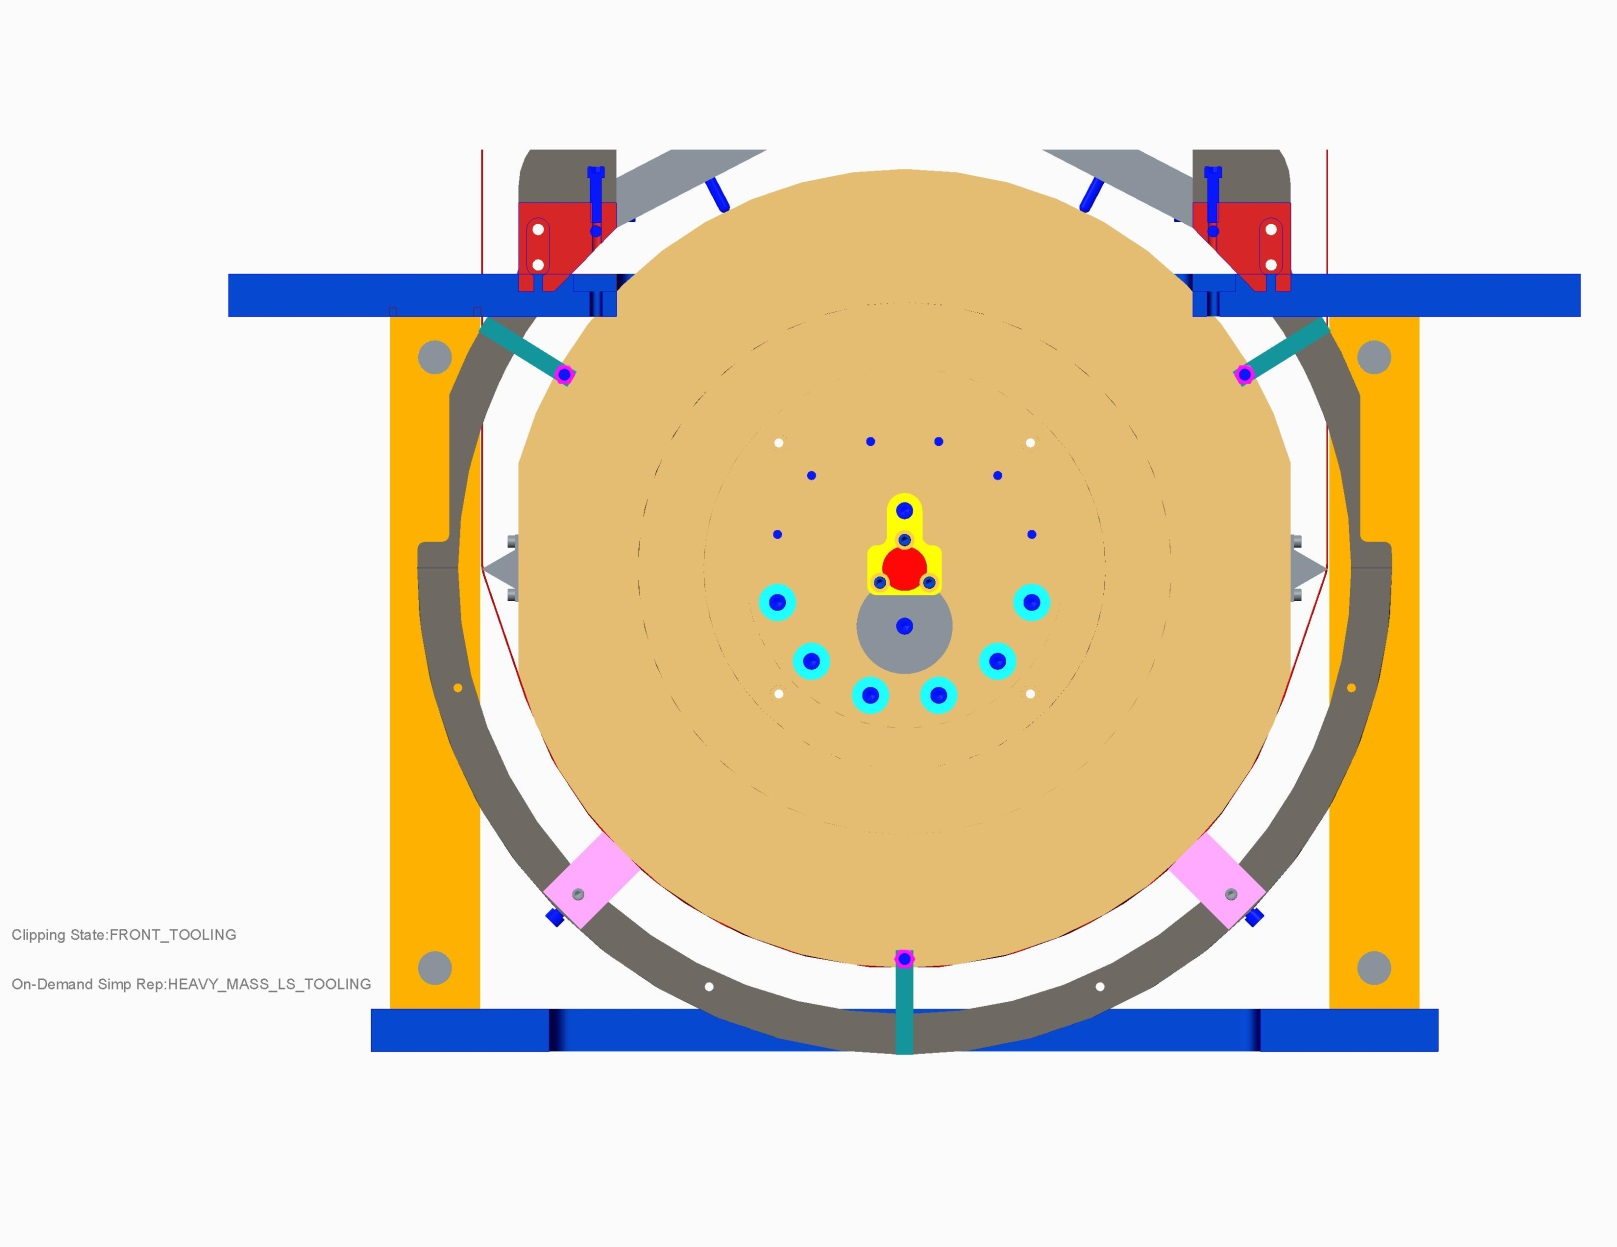 Clipping State:FRONT_TOOLING
On-Demand Simp Rep:HEAVY_MASS_LS_TOOLING